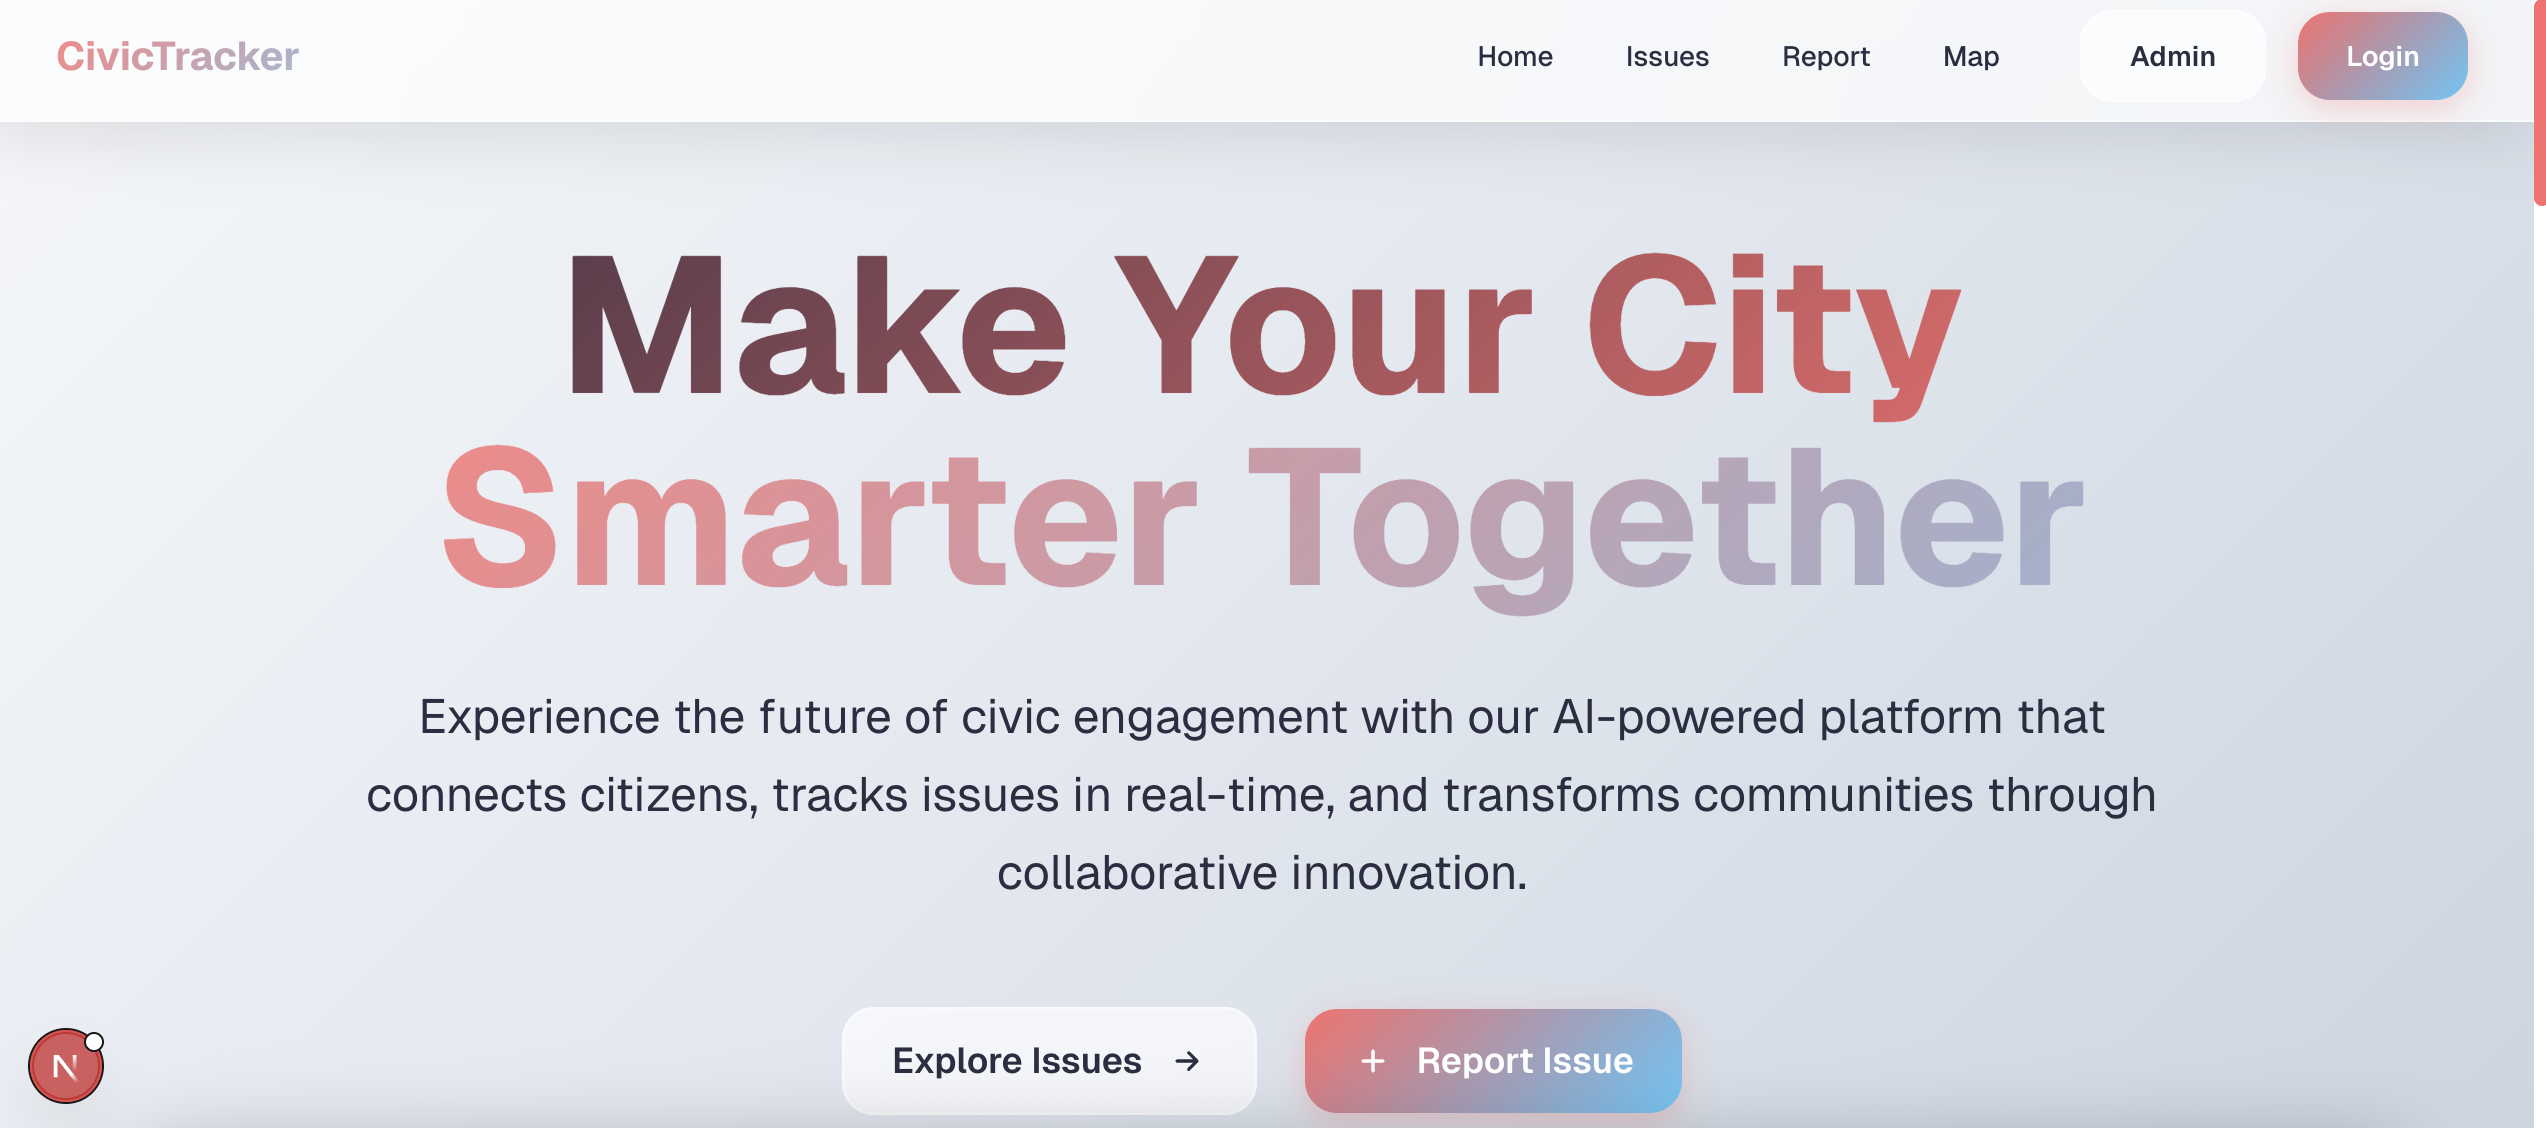 CivicTracker
Home Issues Report Map Admin Login
Make Your City
Smarter Together
Experience the future of civic engagement with our AI-powered platform that
connects citizens, tracks issues in real-time, and transforms communities through
collaborative innovation.
Explore Issues → + Report Issue
N